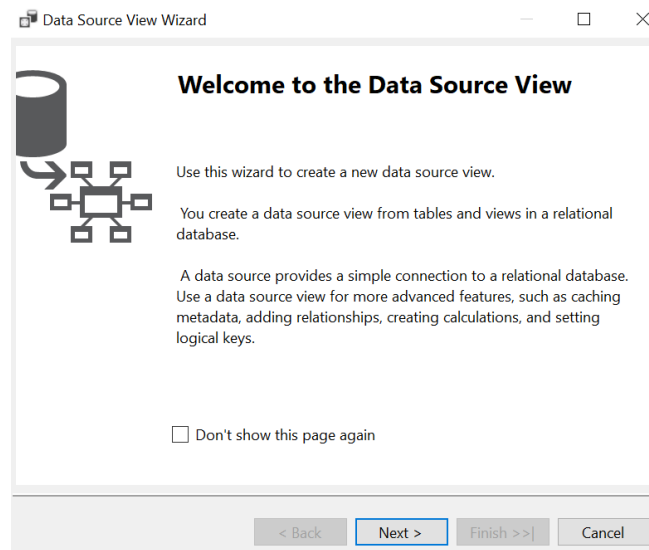 Data Source View Wizard
Welcome to the Data Source View
Use this wizard to create a new data source view.
You create a data source view from tables and views in a relational
database.
A data source provides a simple connection to a relational database.
Use a data source view for more advanced features, such as caching
metadata, adding relationships, creating calculations, and setting
logical keys.
Don't show this page again
< Back
Next >
Finish >>|
Cancel